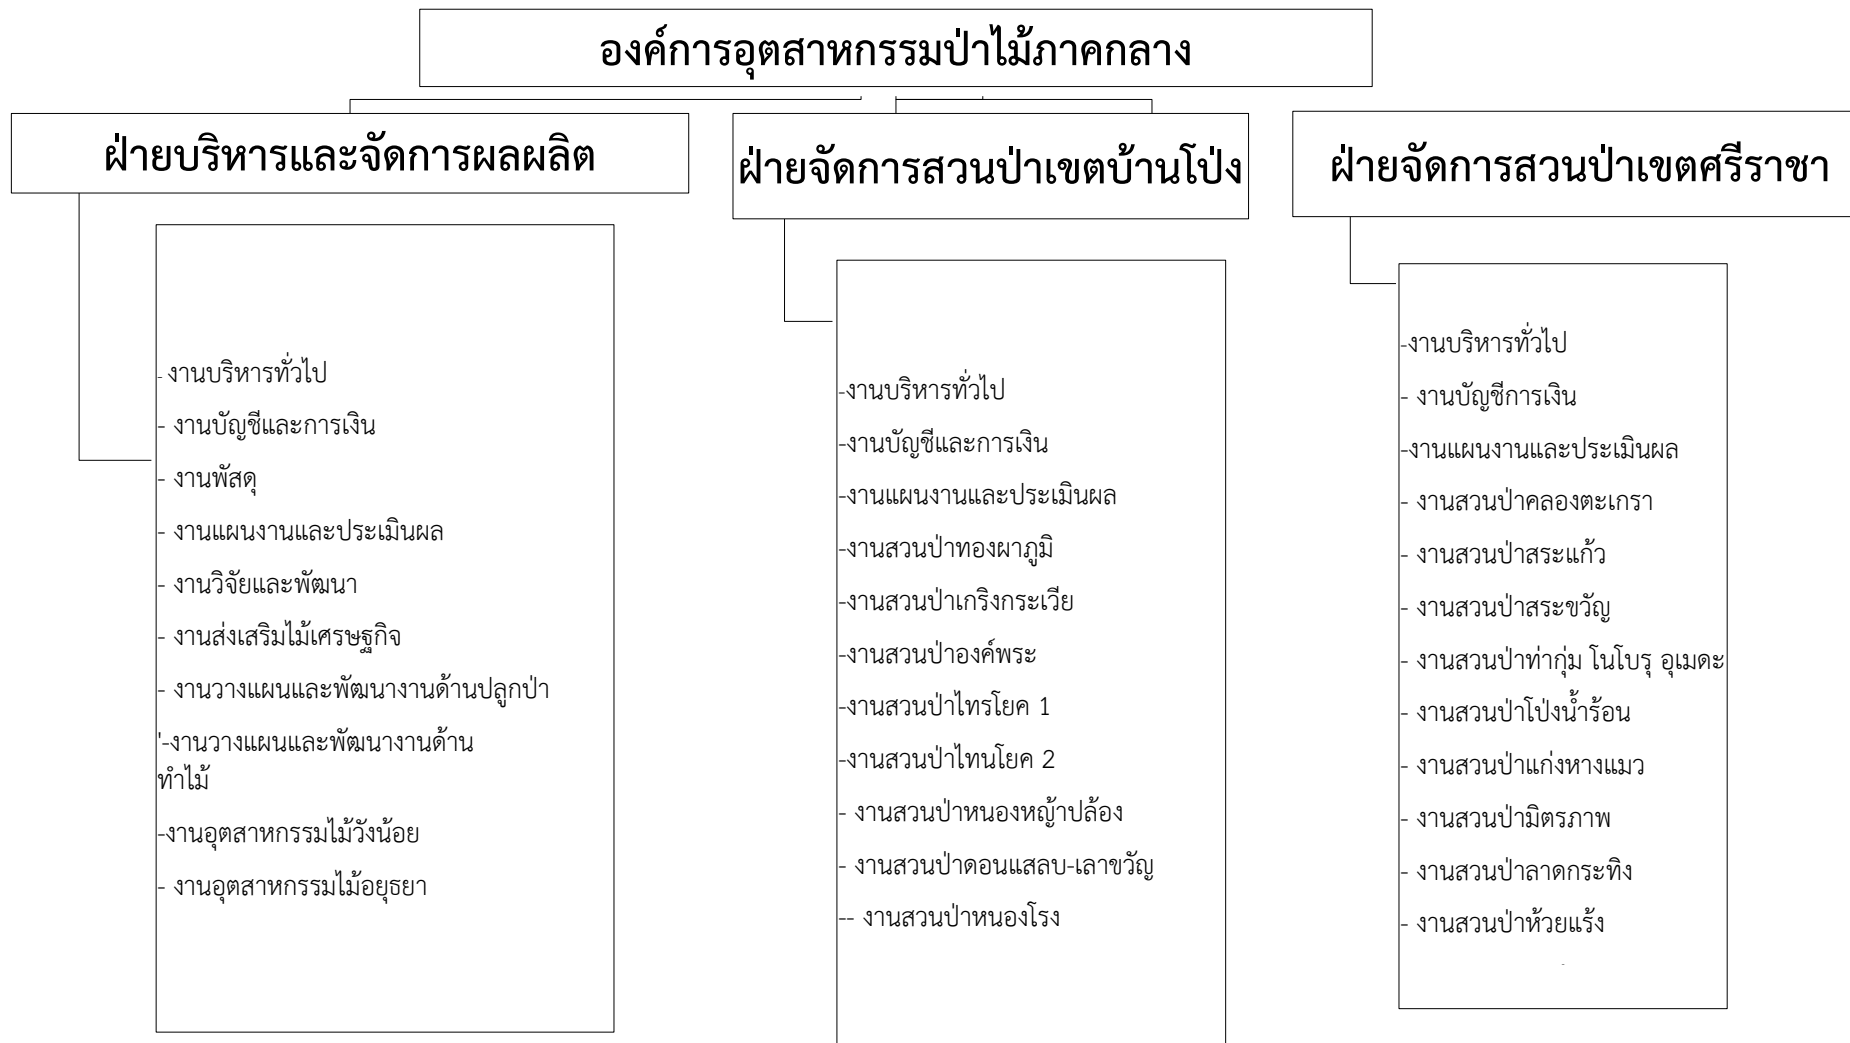 องค์การอุตสาหกรรมป่าไม้ภาคกลาง
ฝ่ายบริหารและจัดการผลผลิต
- งานบริหารทั่วไป
- งานบัญชีและการเงิน
- งานพัสดุ
- งานแผนงานและประเมินผล
- งานวิจัยและพัฒนา
- งานส่งเสริมไม้เศรษฐกิจ
- งานวางแผนและพัฒนางานด้านปลูกป่า
'-งานวางแผนและพัฒนางานด้าน
ทำไม้
-งานอุตสาหกรรมไม้วังน้อย
- งานอุตสาหกรรมไม้อยุธยา
ฝ่ายจัดการสวนป่าเขตบ้านโป่ง
-งานบริหารทั่วไป
-งานบัญชีและการเงิน
-งานแผนงานและประเมินผล
-งานสวนป่าทองผาภูมิ
-งานสวนป่าเกริงกระเวีย
-งานสวนป่าองค์พระ
-งานสวนป่าไทรโยค 1
-งานสวนป่าไทนโยค 2
- งานสวนป่าหนองหญ้าปล้อง
- งานสวนป่าดอนแสลบ-เลาขวัญ
-- งานสวนป่าหนองโรง
ฝ่ายจัดการสวนป่าเขตศรีราชา
-งานบริหารทั่วไป
- งานบัญชีการเงิน
-งานแผนงานและประเมินผล
- งานสวนป่าคลองตะเกรา
- งานสวนป่าสระแก้ว
- งานสวนป่าสระขวัญ
- งานสวนป่าท่ากุ่ม โนโบรุ อุเมดะ
- งานสวนป่าโป่งน้ำร้อน
- งานสวนป่าแก่งหางแมว
- งานสวนป่ามิตรภาพ
- งานสวนป่าลาดกระทิง
- งานสวนป่าห้วยแร้ง